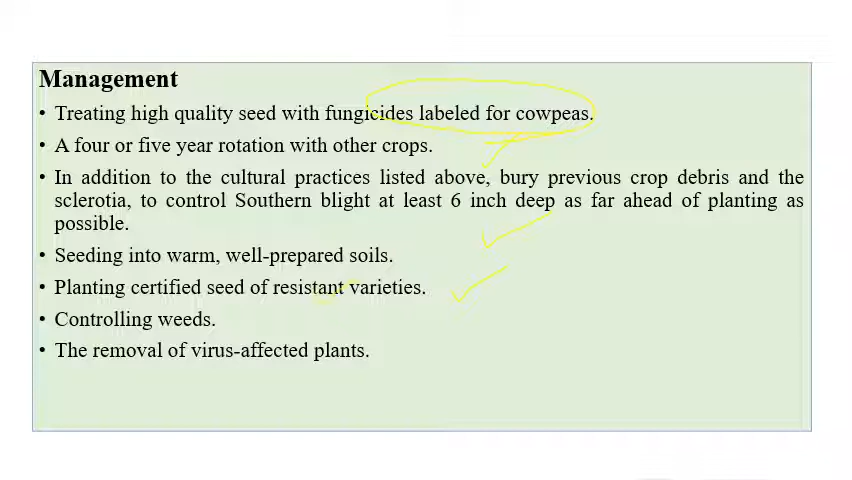 Management
• Treating high quality seed with fungicides labeled for cowpeas.
• A four or five year rotation with other crops.
• In addition to the cultural practices listed above, bury previous crop debris and the
sclerotia, to control Southern blight at least 6 inch deep as far ahead of planting as
possible.
• Seeding into warm, well-prepared soils.
• Planting certified seed of resistant varieties.
• Controlling weeds.
• The removal of virus-affected plants.